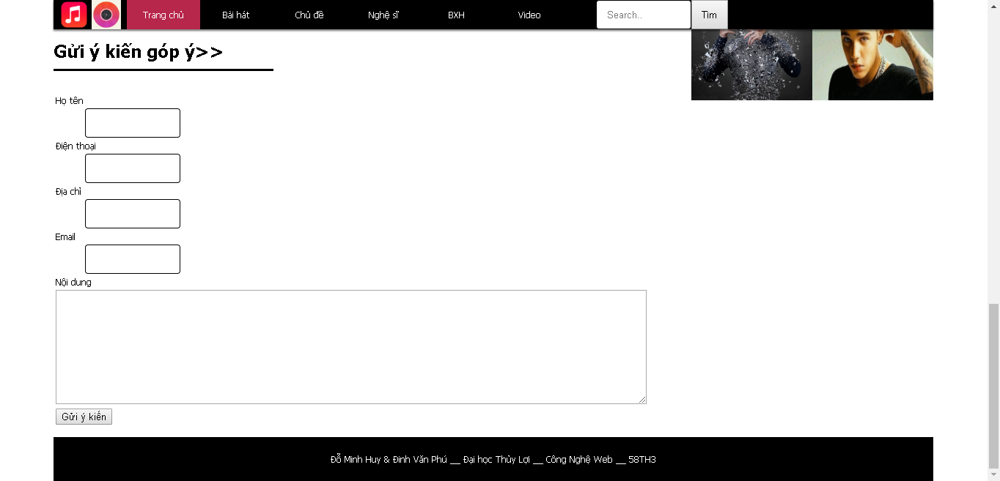 Trang chủ Bài hát Chủ đề Nghệ sĩ BXH Video Search.. Tìm
Gửi ý kiến góp ý>>
Họ tên
Điện thoại
Địa chỉ
Email
Nội dung
Gửi ý kiến
Đỗ Minh Huy & Đinh Văn Phú __ Đại học Thủy Lợi __ Công Nghệ Web __ 58TH3